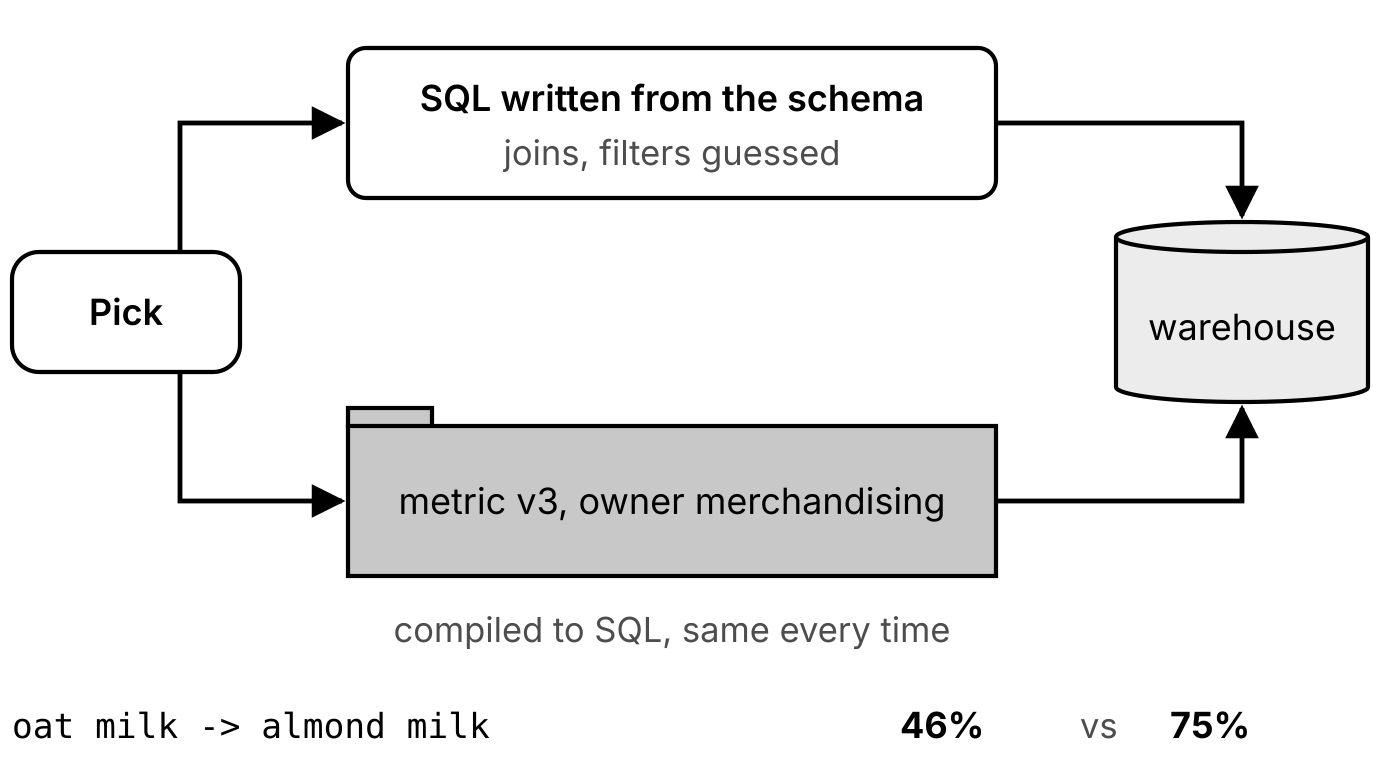 SQL written from the schema
joins, filters guessed
Pick
warehouse
metric v3, owner merchandising
compiled to SQL, same every time
oat milk -> almond milk 46% vs 75%